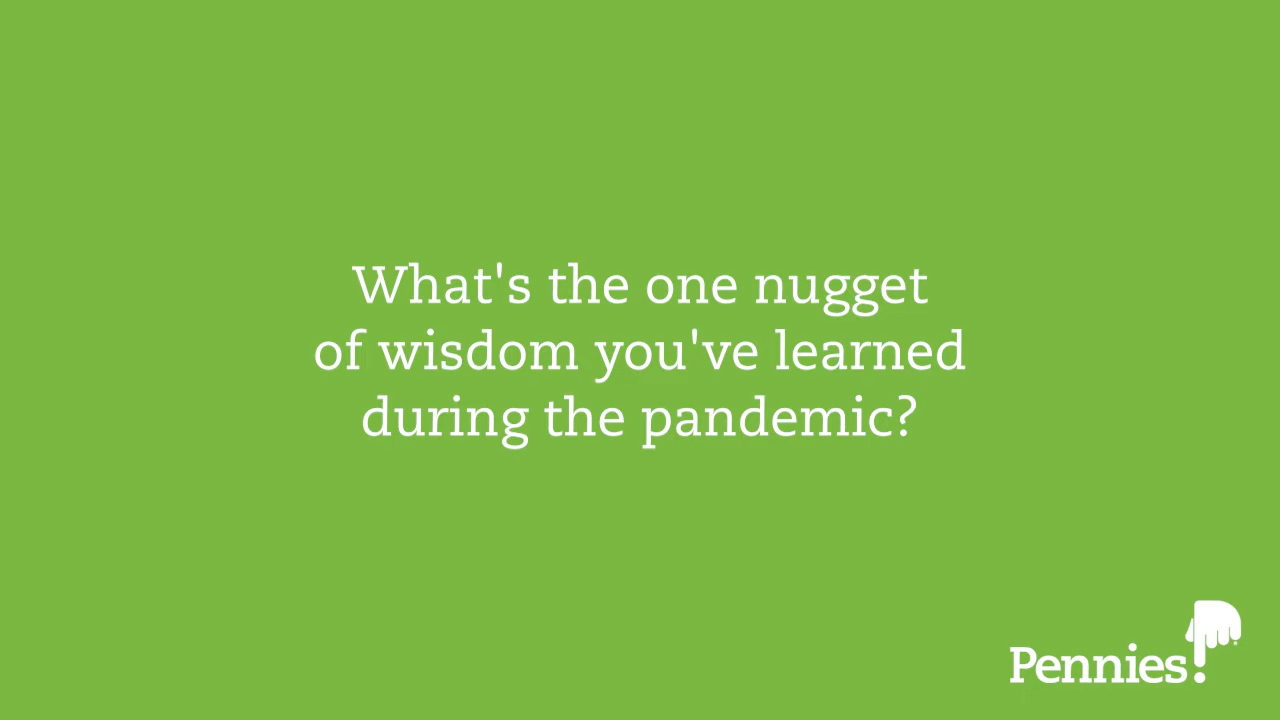 What's the one nugget
of wisdom you've learned
during the pandemic?
Pennies!